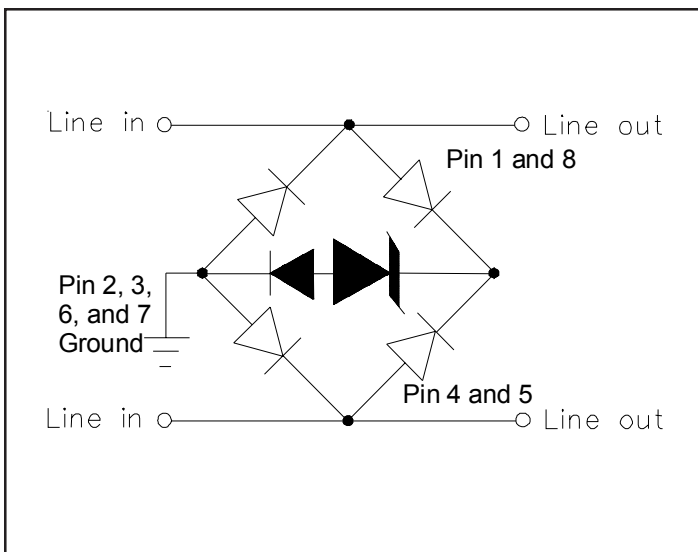 Line in
Line out
Pin 1 and 8
Pin 2, 3,
6, and 7
Ground
Pin 4 and 5
Line in
Line out